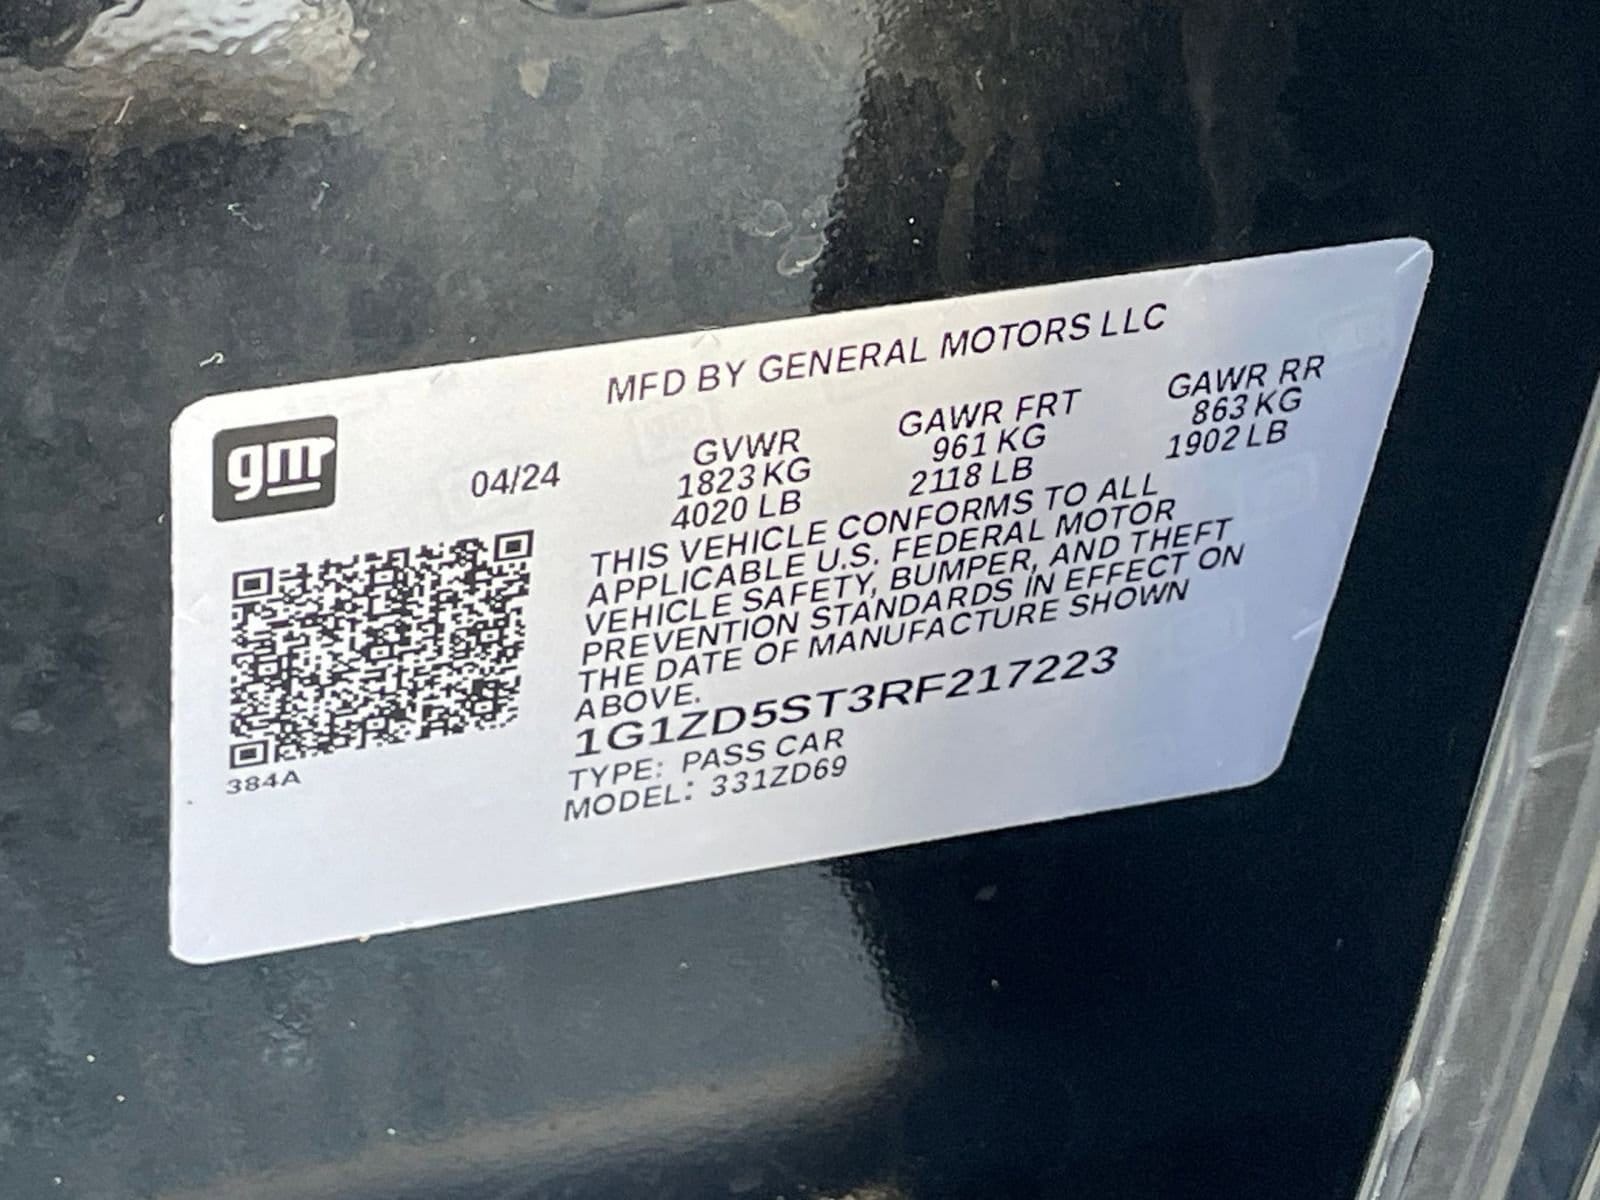 MFD BY GENERAL MOTORS LLC
gm
04/24
GVWR
1823 KG
4020 LB
GAWR FRT
961 KG
2118 LB
GAWR RR
863 KG
1902 LB
THIS VEHICLE CONFORMS TO ALL
APPLICABLE U.S. FEDERAL MOTOR
VEHICLE SAFETY, BUMPER, AND THEFT
PREVENTION STANDARDS IN EFFECT ON
THE DATE OF MANUFACTURE SHOWN
ABOVE.
1G1ZD5ST3RF217223
TYPE: PASS CAR
MODEL: 331ZD69
384A